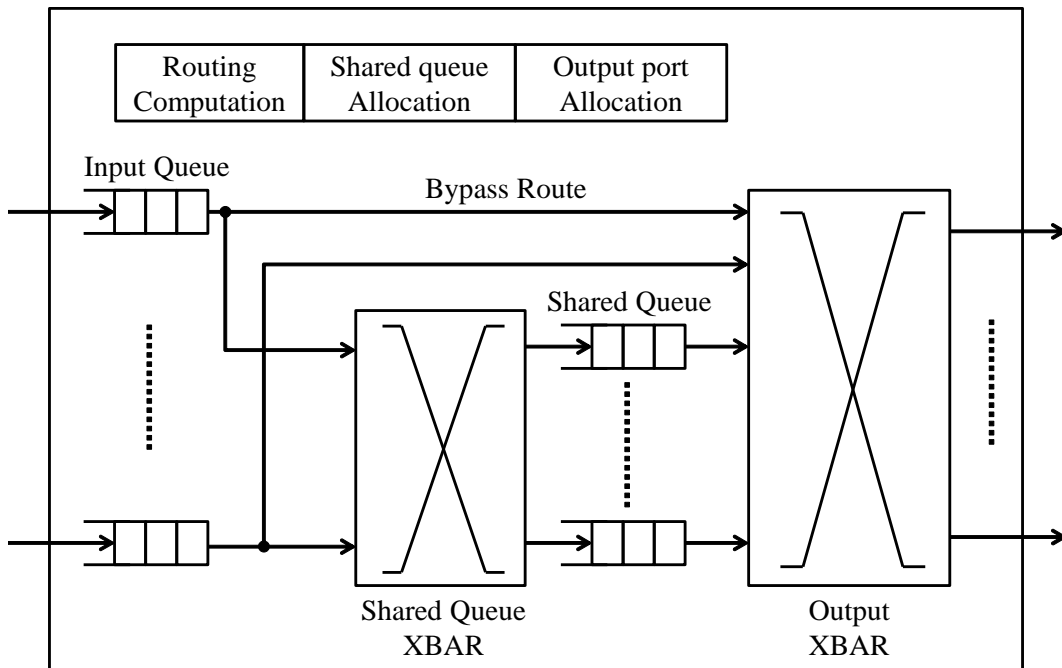 Routing
Computation
Shared queue
Allocation
Output port
Allocation
Input Queue
Bypass Route
Shared Queue
Shared Queue
XBAR
Output
XBAR